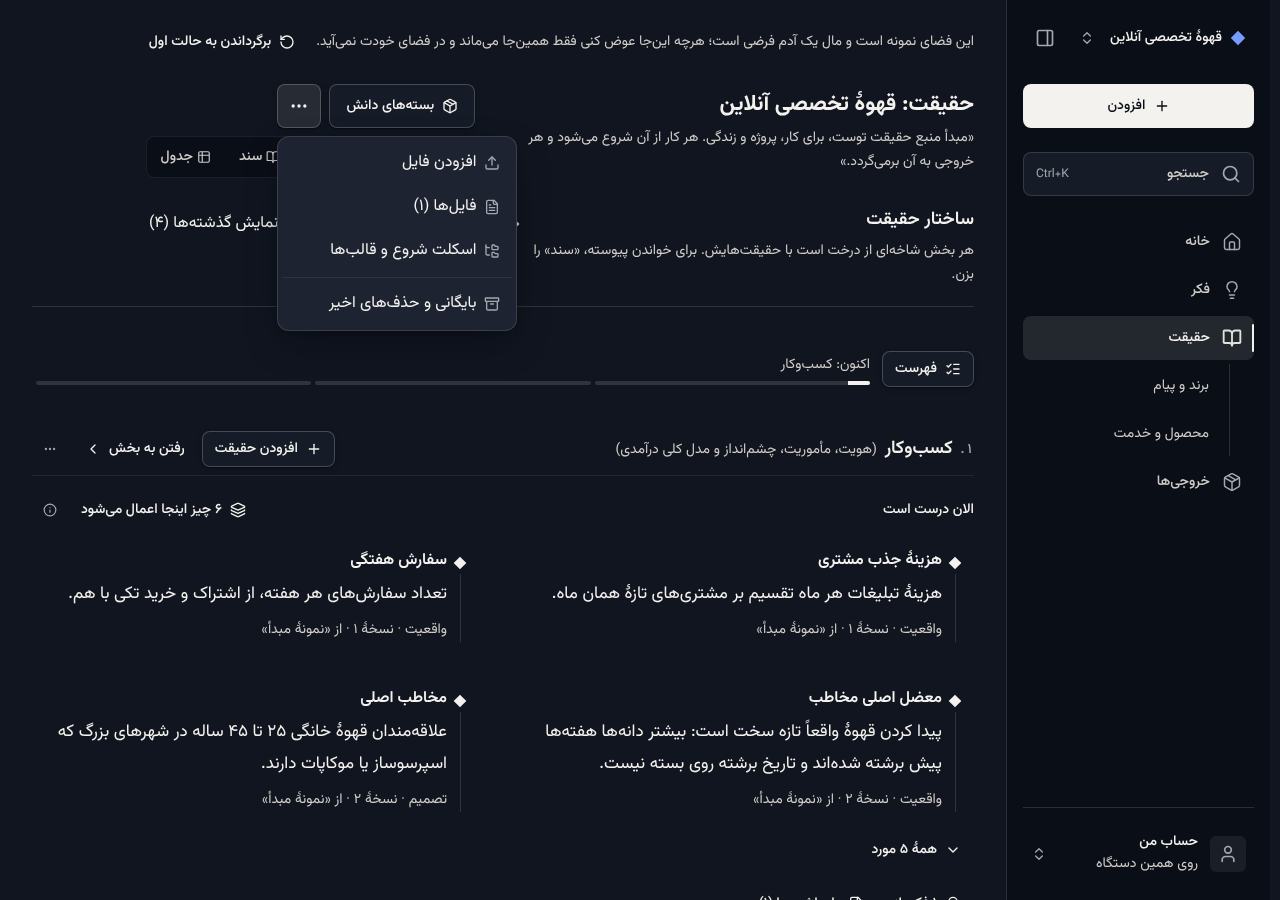 قهوهٔ تخصصی آنلاین
افزودن
جستجو
Ctrl+K
خانه
فکر
حقیقت
برند و پیام
محصول و خدمت
خروجی‌ها
حساب من
روی همین دستگاه
این فضای نمونه است و مال یک آدم فرضی است؛ هرچه این‌جا عوض کنی فقط همین‌جا می‌ماند و در فضای خودت نمی‌آید.
برگرداندن به حالت اول
حقیقت: قهوهٔ تخصصی آنلاین
«مبدأ منبع حقیقت توست، برای کار، پروژه و زندگی. هر کار از آن شروع می‌شود و هر
خروجی به آن برمی‌گردد.»
بسته‌های دانش
سند
جدول
افزودن فایل
فایل‌ها (۱)
اسکلت شروع و قالب‌ها
بایگانی و حذف‌های اخیر
ساختار حقیقت
هر بخش شاخه‌ای از درخت است با حقیقت‌هایش. برای خواندن پیوسته، «سند» را
بزن.
نمایش گذشته‌ها (۴)
فهرست
اکنون: کسب‌وکار
۱. کسب‌وکار (هویت، مأموریت، چشم‌انداز و مدل کلی درآمدی)
افزودن حقیقت
رفتن به بخش
الان درست است
۶ چیز اینجا اعمال می‌شود
هزینهٔ جذب مشتری
هزینهٔ تبلیغات هر ماه تقسیم بر مشتری‌های تازهٔ همان ماه.
واقعیت · نسخهٔ ۱ · از «نمونهٔ مبدأ»
سفارش هفتگی
تعداد سفارش‌های هر هفته، از اشتراک و خرید تکی با هم.
واقعیت · نسخهٔ ۱ · از «نمونهٔ مبدأ»
معضل اصلی مخاطب
پیدا کردن قهوهٔ واقعاً تازه سخت است: بیشتر دانه‌ها هفته‌ها
پیش برشته شده‌اند و تاریخ برشته روی بسته نیست.
واقعیت · نسخهٔ ۲ · از «نمونهٔ مبدأ»
مخاطب اصلی
علاقه‌مندان قهوهٔ خانگی ۲۵ تا ۴۵ ساله در شهرهای بزرگ که
اسپرسوساز یا موکاپات دارند.
تصمیم · نسخهٔ ۲ · از «نمونهٔ مبدأ»
همهٔ ۵ مورد